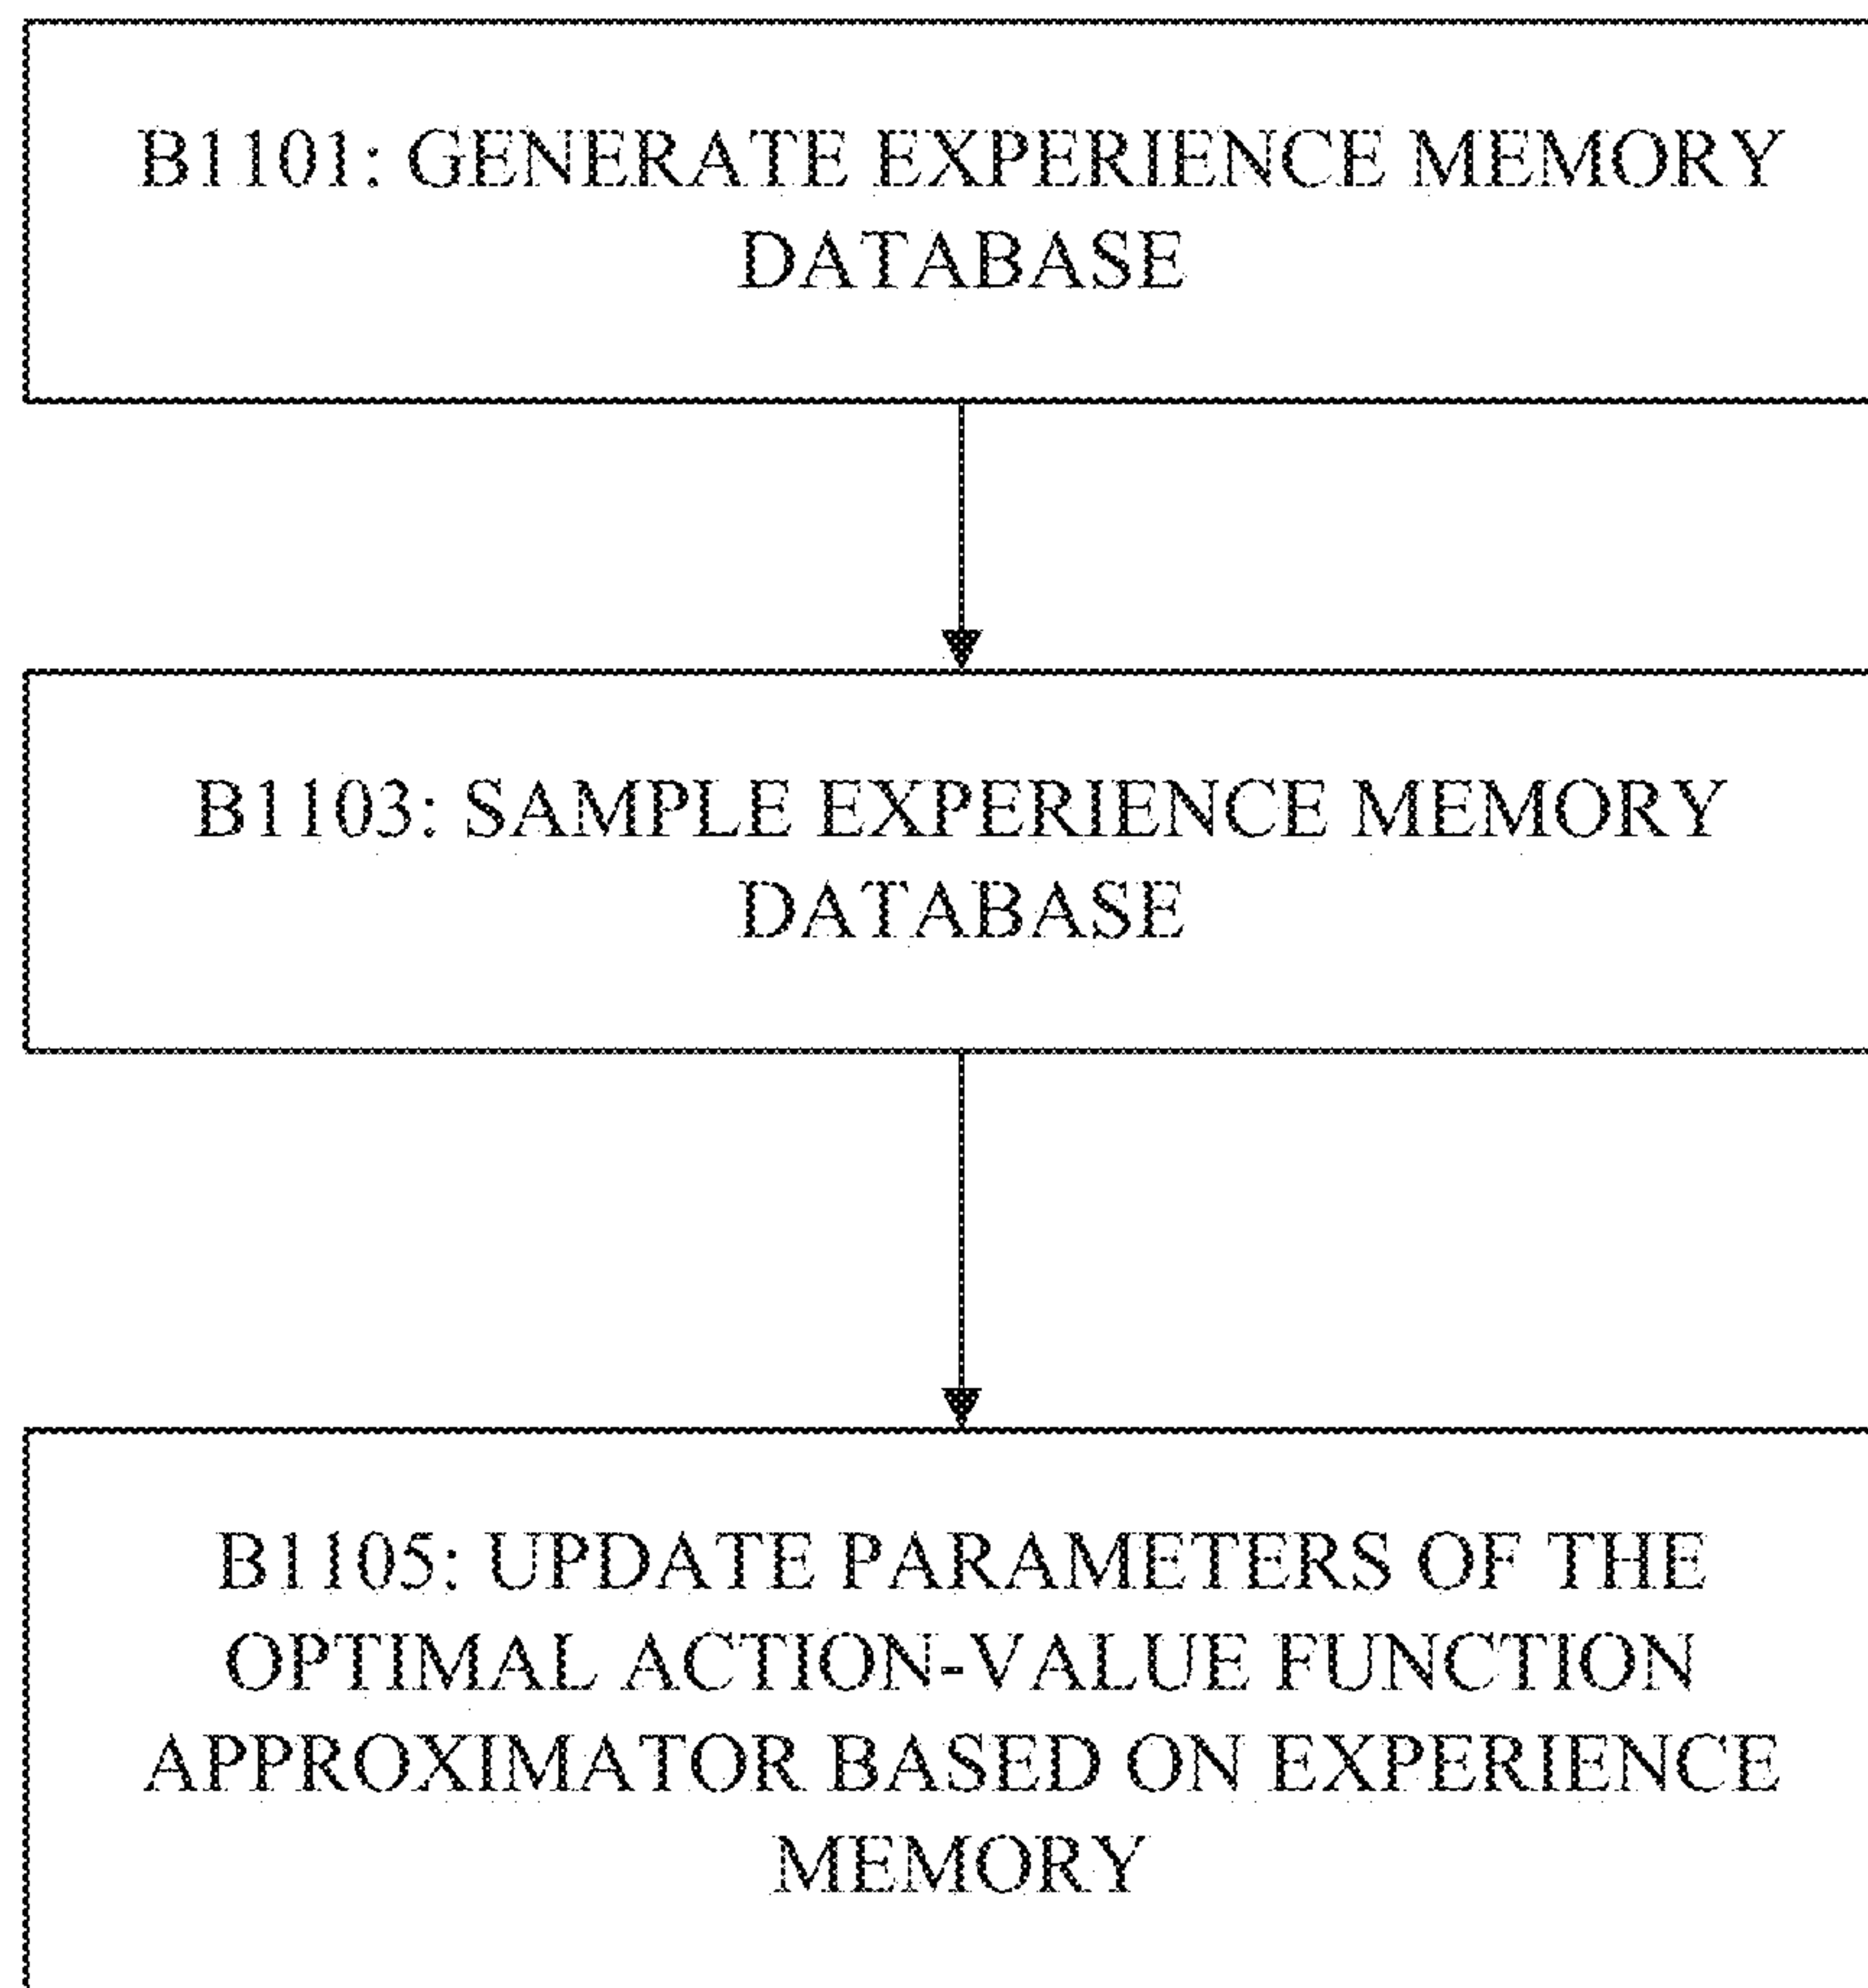 B1101: GENERATE EXPERIENCE MEMORY
DATABASE
B1103: SAMPLE EXPERIENCE MEMORY
DATABASE
B1105: UPDATE PARAMETERS OF THE
OPTIMAL ACTION-VALUE FUNCTION
APPROXIMATOR BASED ON EXPERIENCE
MEMORY